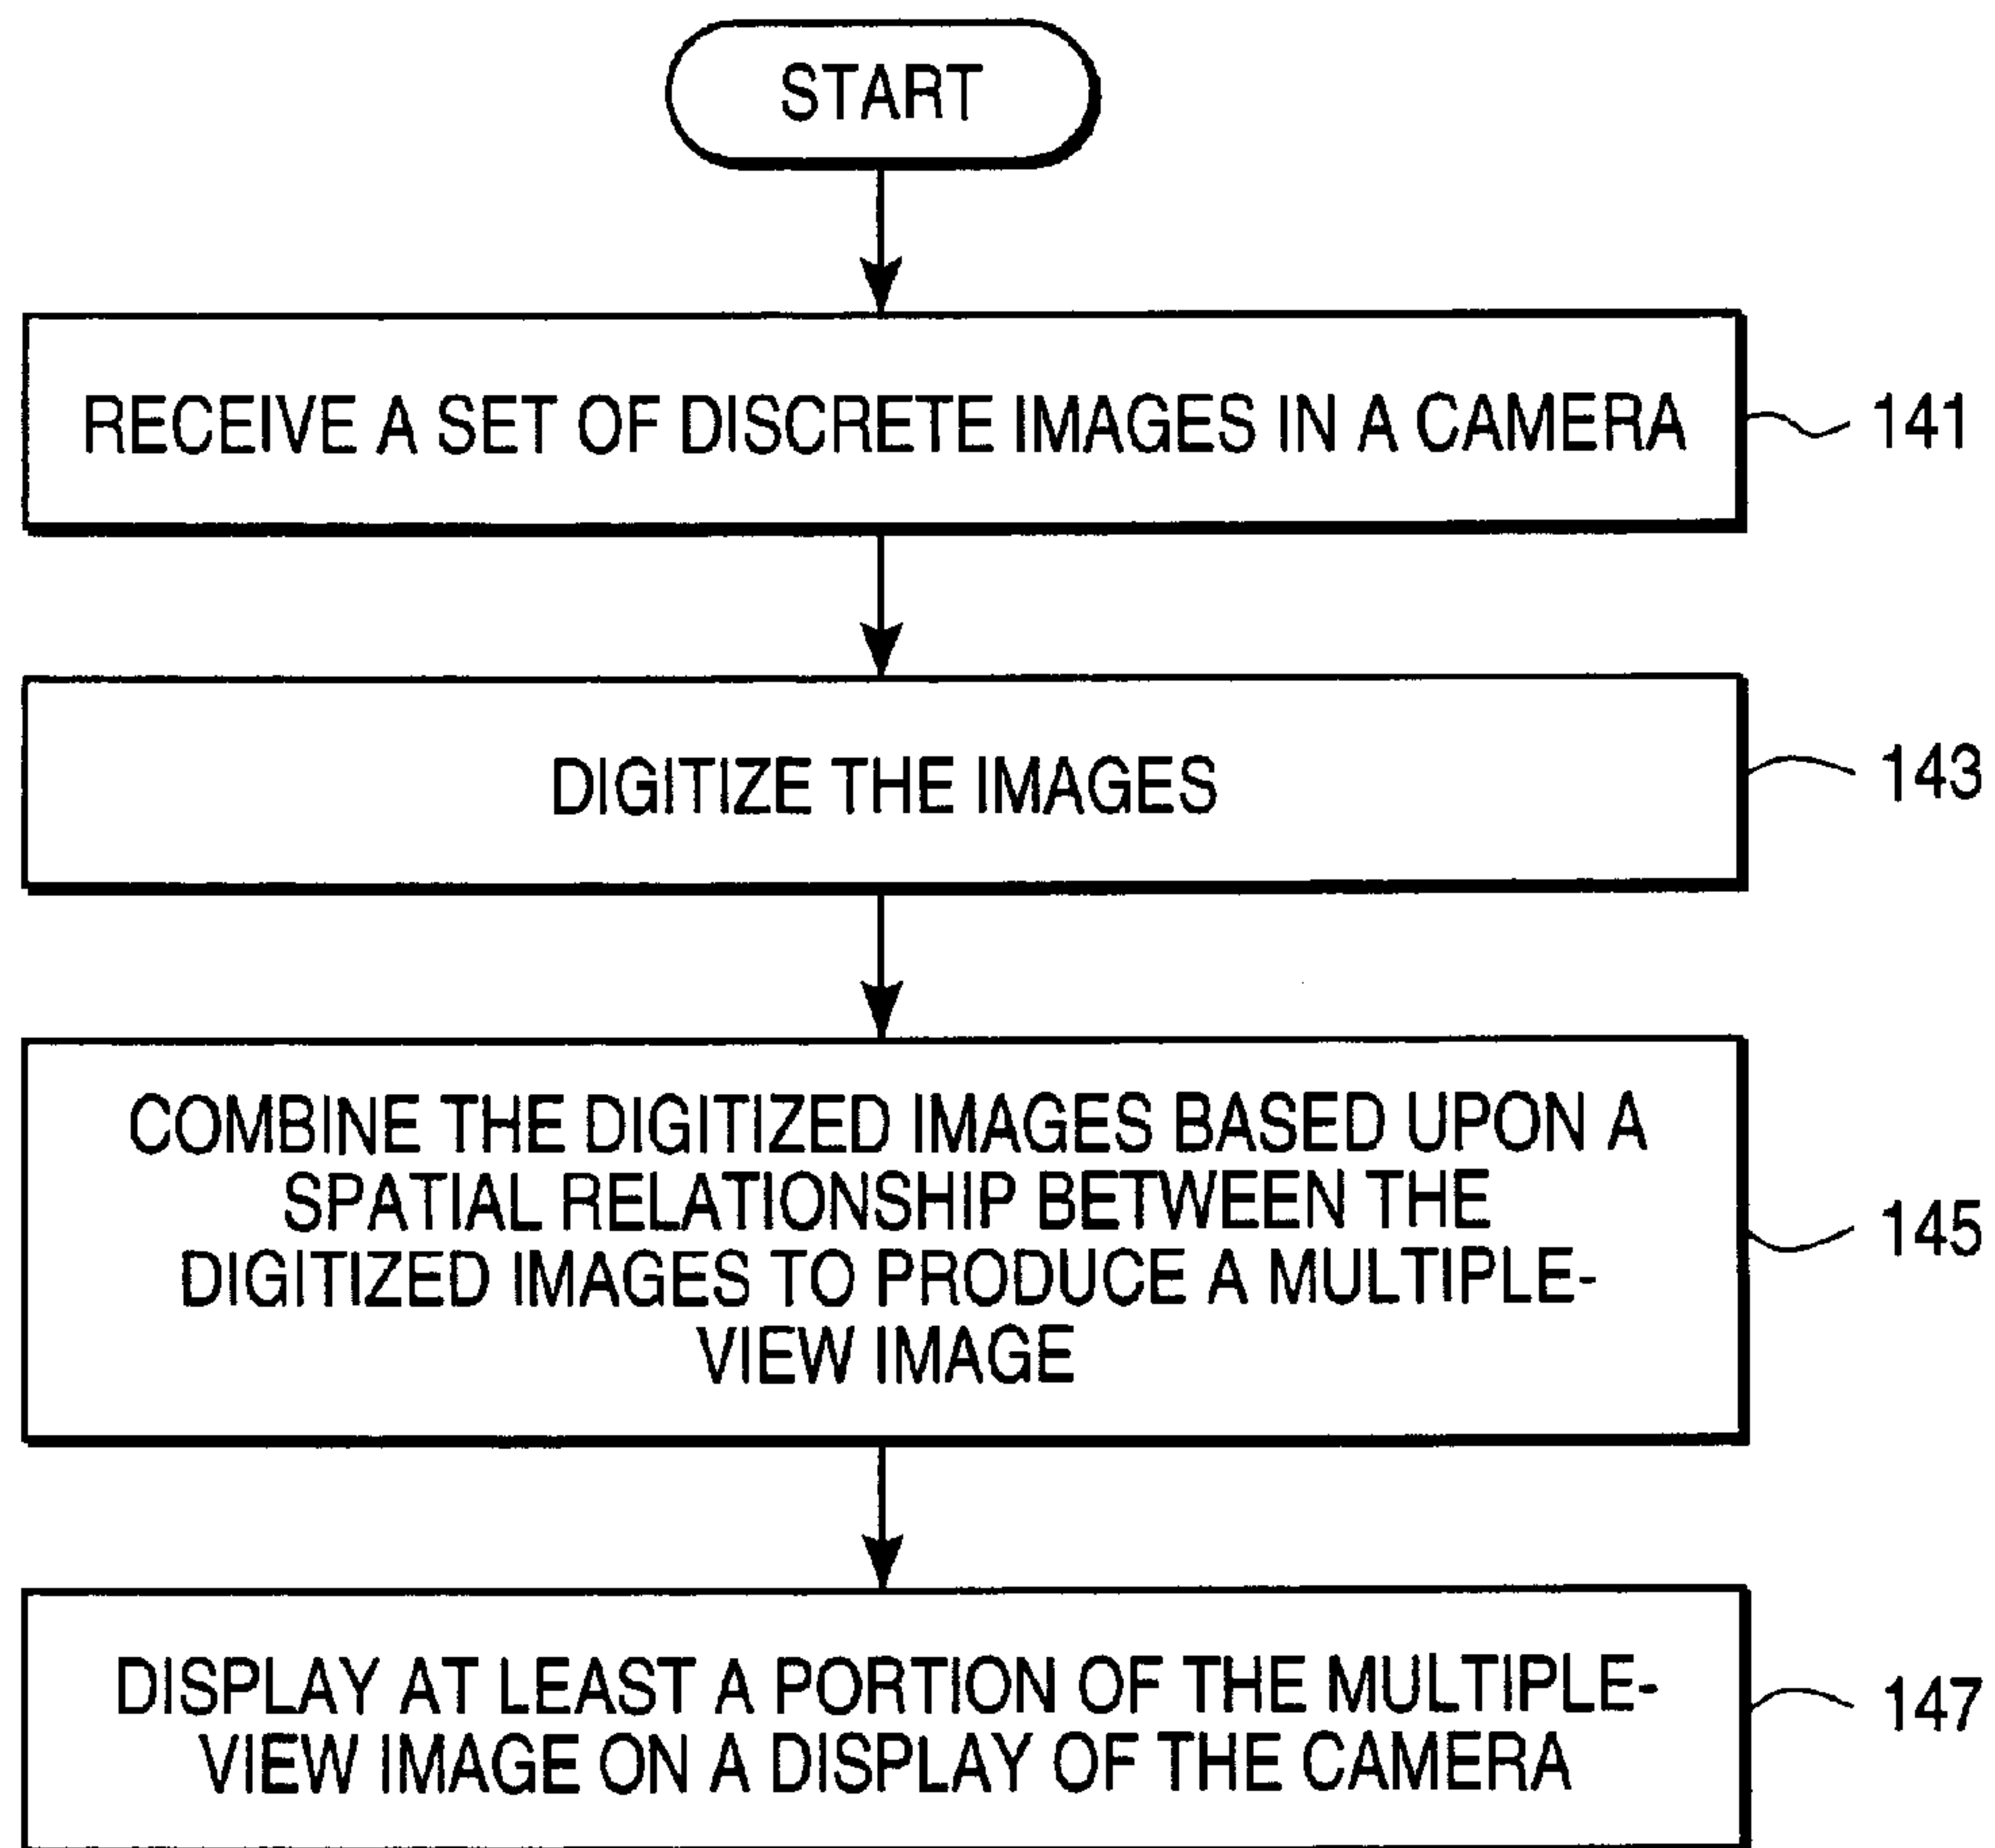 START
RECEIVE A SET OF DISCRETE IMAGES IN A CAMERA
141
DIGITIZE THE IMAGES
143
COMBINE THE DIGITIZED IMAGES BASED UPON A
SPATIAL RELATIONSHIP BETWEEN THE
DIGITIZED IMAGES TO PRODUCE A MULTIPLE-
VIEW IMAGE
145
DISPLAY AT LEAST A PORTION OF THE MULTIPLE-
VIEW IMAGE ON A DISPLAY OF THE CAMERA
147